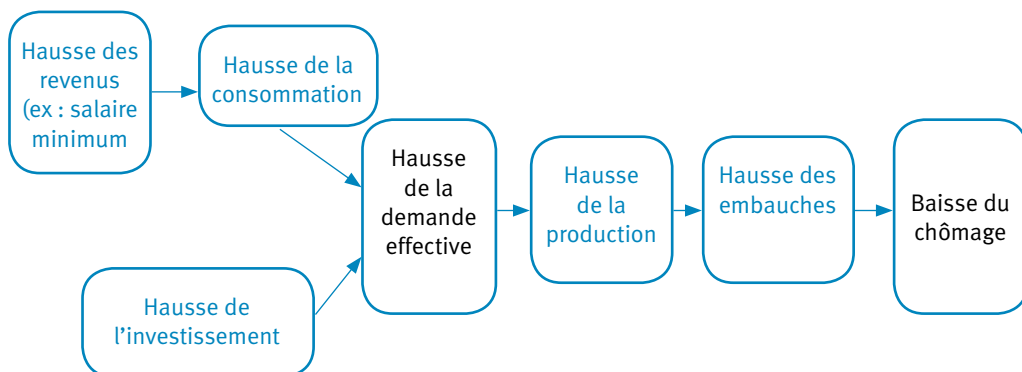 Hausse des
revenus
(ex : salaire
minimum
Hausse de la
consommation
Hausse de
l’investissement
Hausse
de la
demande
effective
Hausse
de la
production
Hausse des
embauches
Baisse du
chômage